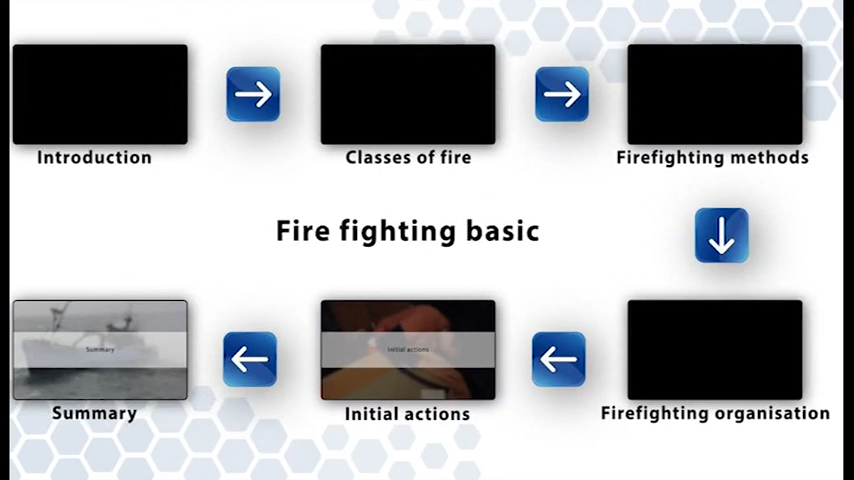 Introduction
Classes of fire
Firefighting methods
Fire fighting basic
Summary
Initial actions
Summary
Initial actions
Firefighting organisation